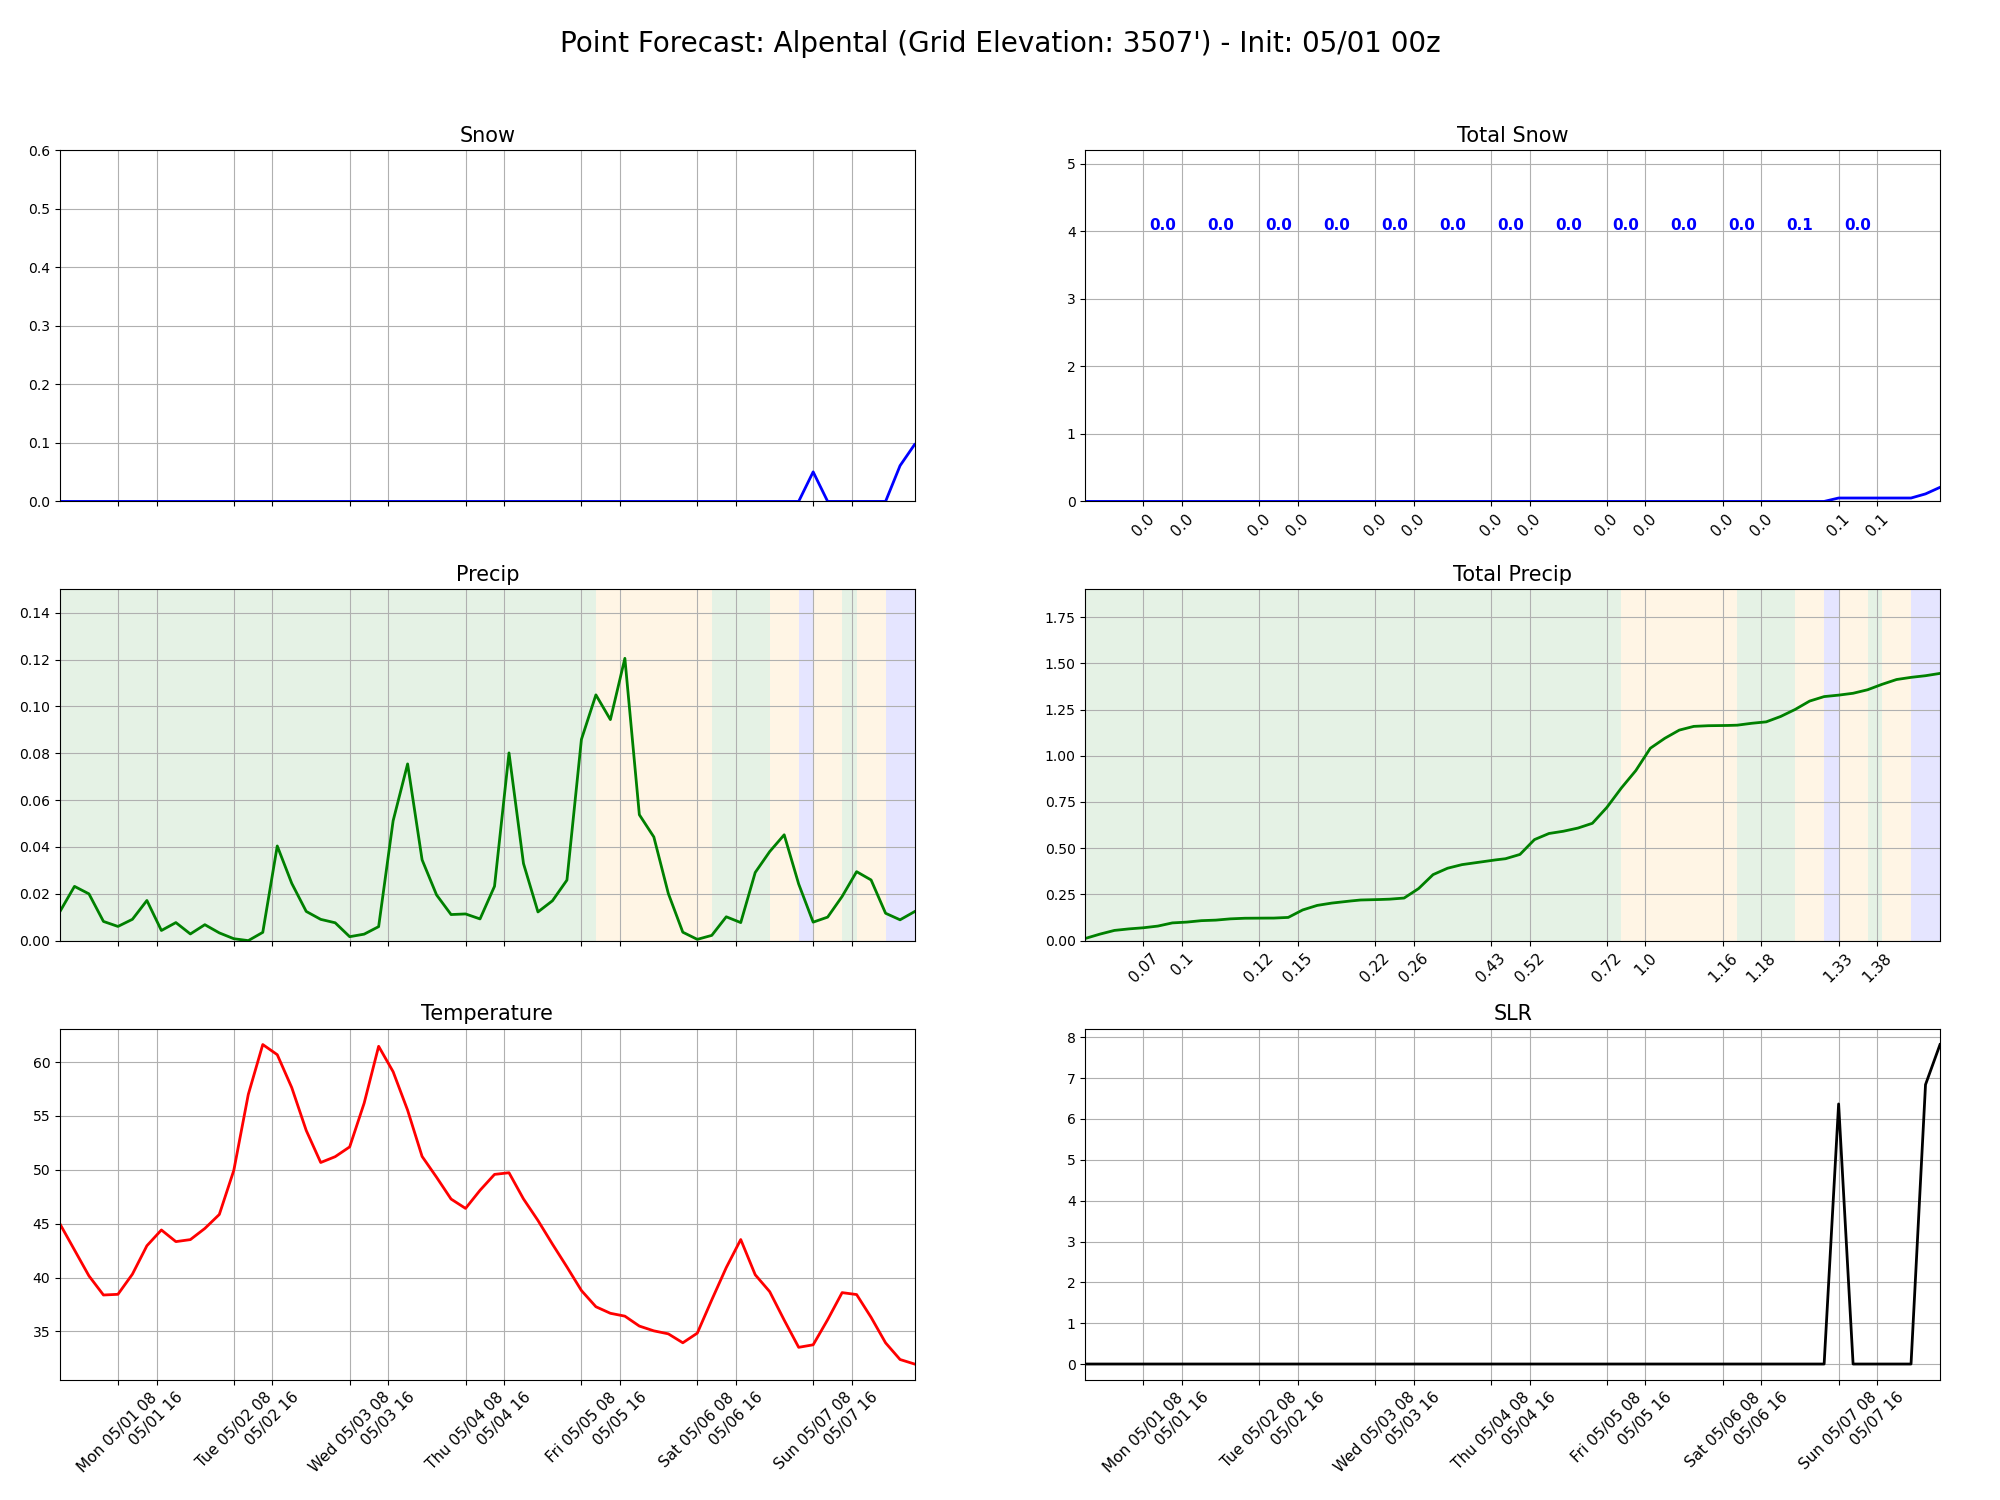 Point Forecast: Alpental (Grid Elevation: 3507') - Init: 05/01 00z
Snow
0.6
0.5
0.4
0.3
0.2
0.1
0.0
Total Snow
5
4
3
2
1
0
0.0 0.0 0.0 0.0 0.0 0.0 0.0 0.0 0.0 0.0 0.0 0.1 0.0
0.0 0.0 0.0 0.0 0.0 0.0 0.0 0.0 0.0 0.0 0.0 0.0 0.1 0.1
Precip
0.14
0.12
0.10
0.08
0.06
0.04
0.02
0.00
Total Precip
1.75
1.50
1.25
1.00
0.75
0.50
0.25
0.00
0.07 0.1 0.12 0.15 0.22 0.26 0.43 0.52 0.72 1.0 1.16 1.18 1.33 1.38
Temperature
60
55
50
45
40
35
Mon 05/01 08
05/01 16
Tue 05/02 08
05/02 16
Wed 05/03 08
05/03 16
Thu 05/04 08
05/04 16
Fri 05/05 08
05/05 16
Sat 05/06 08
05/06 16
Sun 05/07 08
05/07 16
SLR
8
7
6
5
4
3
2
1
0
Mon 05/01 08
05/01 16
Tue 05/02 08
05/02 16
Wed 05/03 08
05/03 16
Thu 05/04 08
05/04 16
Fri 05/05 08
05/05 16
Sat 05/06 08
05/06 16
Sun 05/07 08
05/07 16